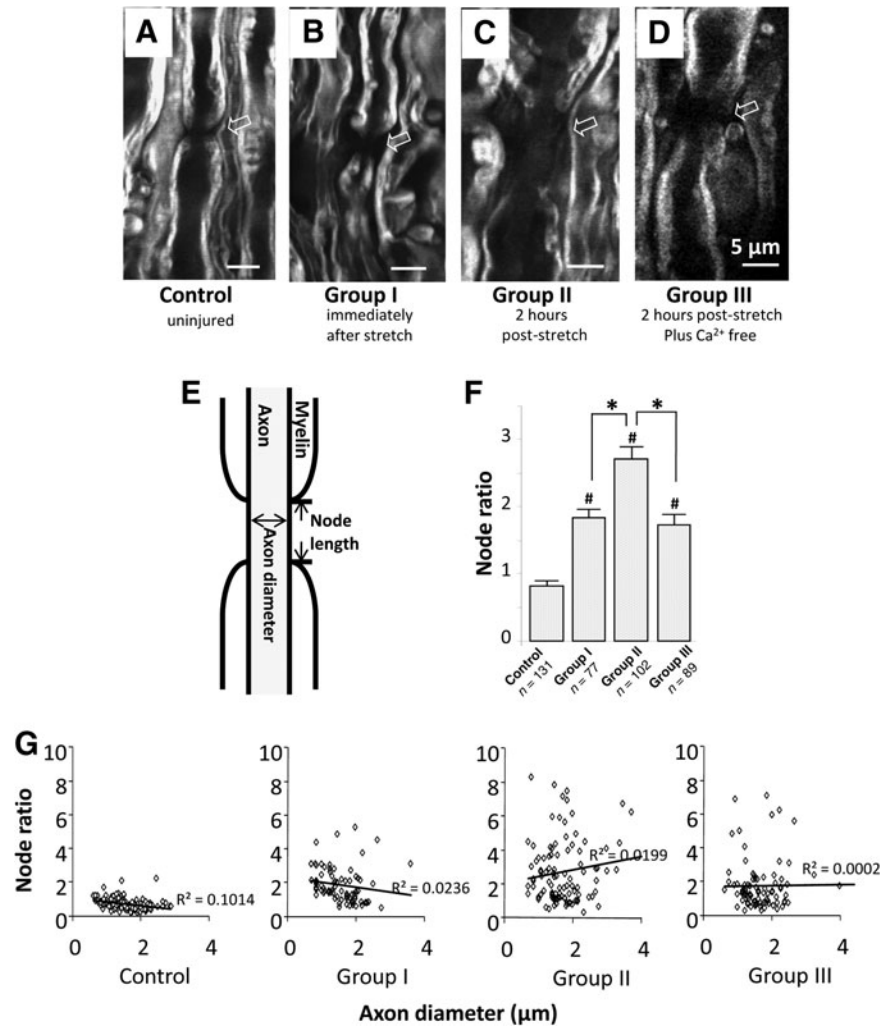 A B C D
5 µm
Control
uninjured
Group I
immediately
after stretch
Group II
2 hours
post-stretch
Group III
2 hours post-stretch
Plus Ca²⁺ free
E
Axon
Myelin
Node
length
Axon diameter
F
Node ratio
3
2
1
0
* *
# # #
Control
n = 131
Group I
n = 77
Group II
n = 102
Group III
n = 89
G
Node ratio
10
8
6
4
2
0
R² = 0.1014
0 2 4
Control
10
8
6
4
2
0
R² = 0.0236
0 2 4
Group I
10
8
6
4
2
0
R² = 0.0199
0 2 4
Group II
10
8
6
4
2
0
R² = 0.0002
0 2 4
Group III
Axon diameter (µm)